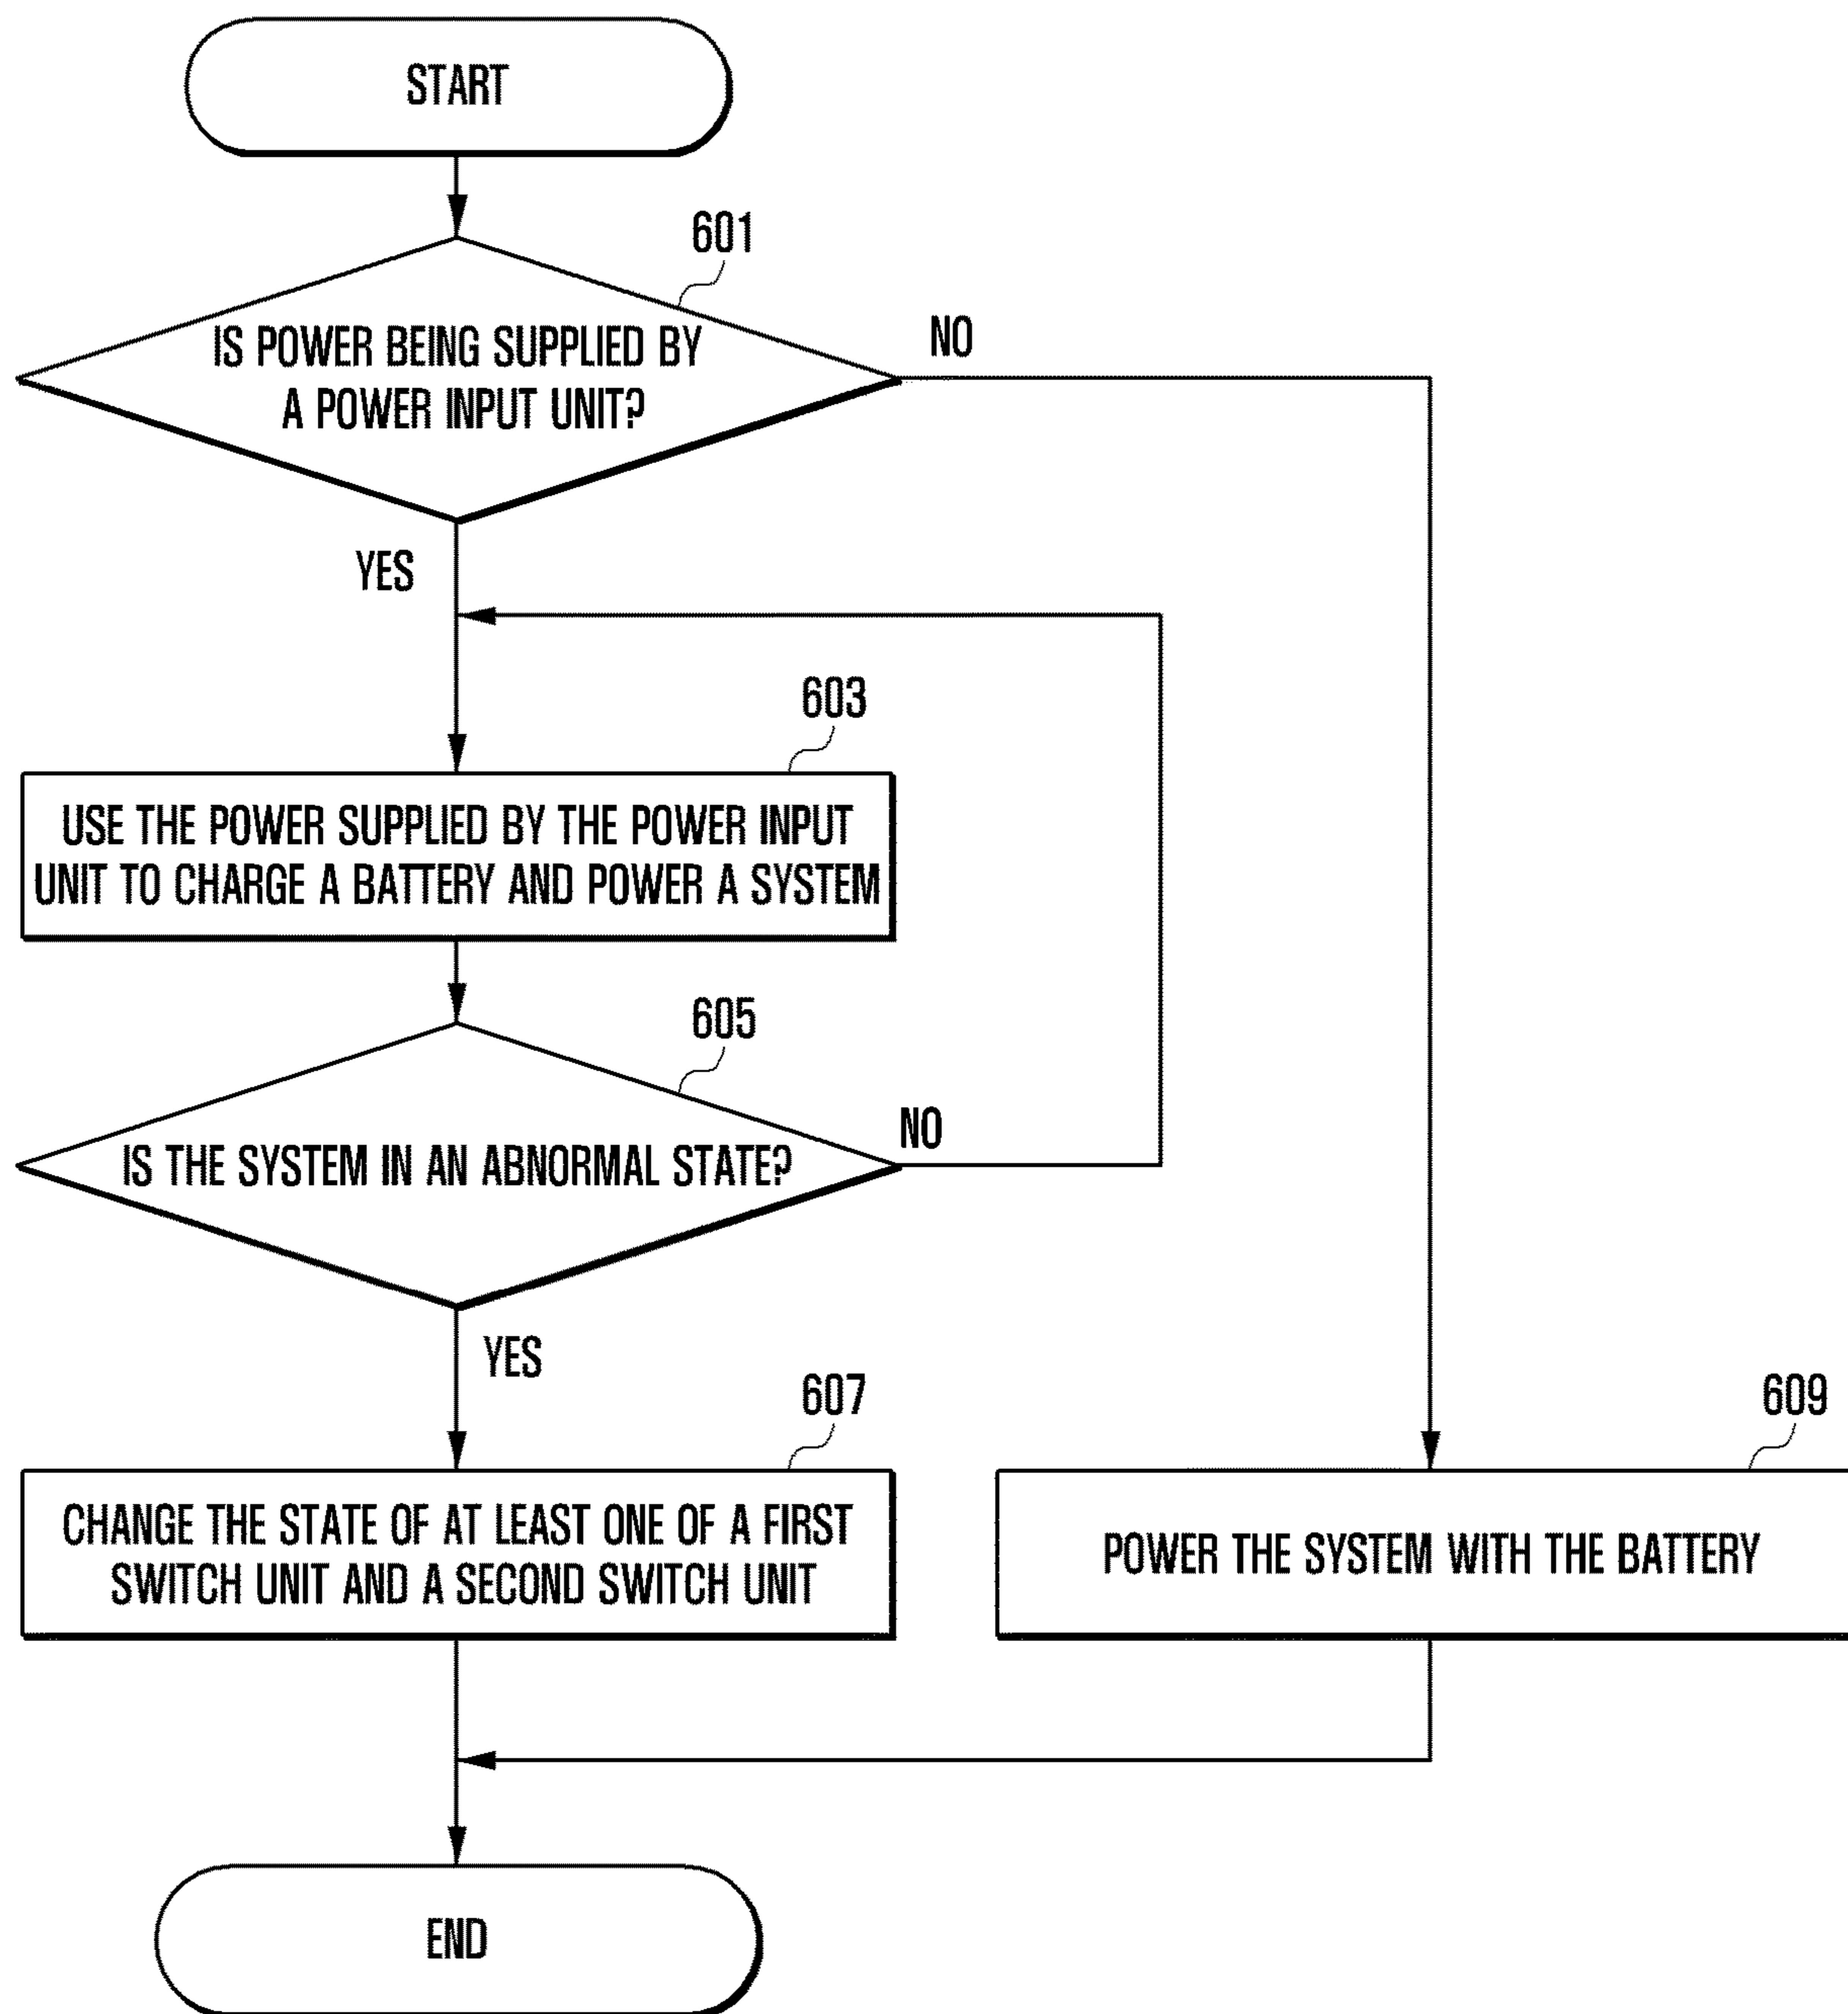 START
601
IS POWER BEING SUPPLIED BY
A POWER INPUT UNIT?
NO
YES
603
USE THE POWER SUPPLIED BY THE POWER INPUT
UNIT TO CHARGE A BATTERY AND POWER A SYSTEM
605
IS THE SYSTEM IN AN ABNORMAL STATE?
NO
YES
607
CHANGE THE STATE OF AT LEAST ONE OF A FIRST
SWITCH UNIT AND A SECOND SWITCH UNIT
609
POWER THE SYSTEM WITH THE BATTERY
END